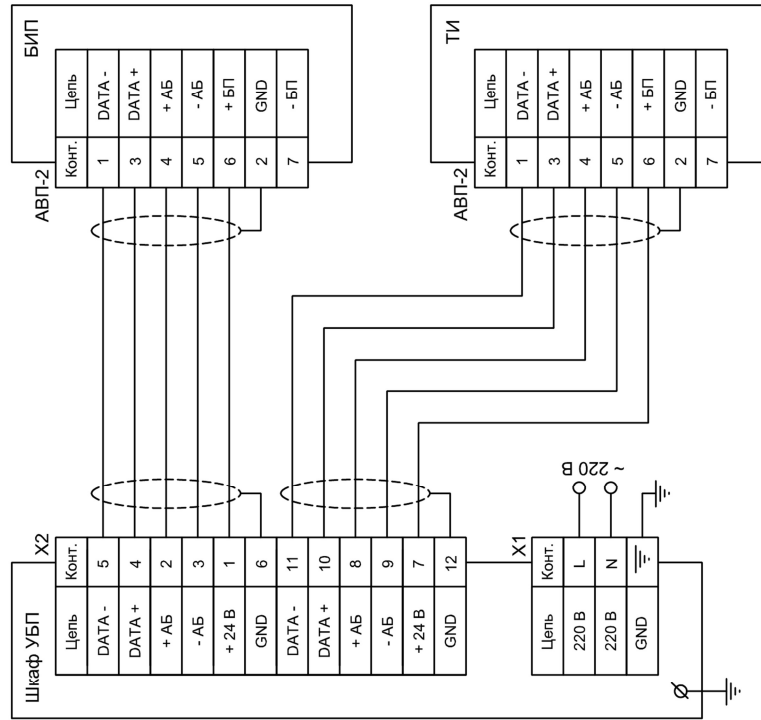 Шкаф УБП
X2
Цепь Конт.
DATA - 5
DATA + 4
+ АБ 2
- АБ 3
+ 24 В 1
GND 6
DATA - 11
DATA + 10
+ АБ 8
- АБ 9
+ 24 В 7
GND 12
X1
Цепь Конт.
220 В L
220 В N
GND
~ 220 В
БИП
АВП-2
Конт. Цепь
1 DATA -
3 DATA +
4 + АБ
5 - АБ
6 + БП
2 GND
7 - БП
ТИ
АВП-2
Конт. Цепь
1 DATA -
3 DATA +
4 + АБ
5 - АБ
6 + БП
2 GND
7 - БП